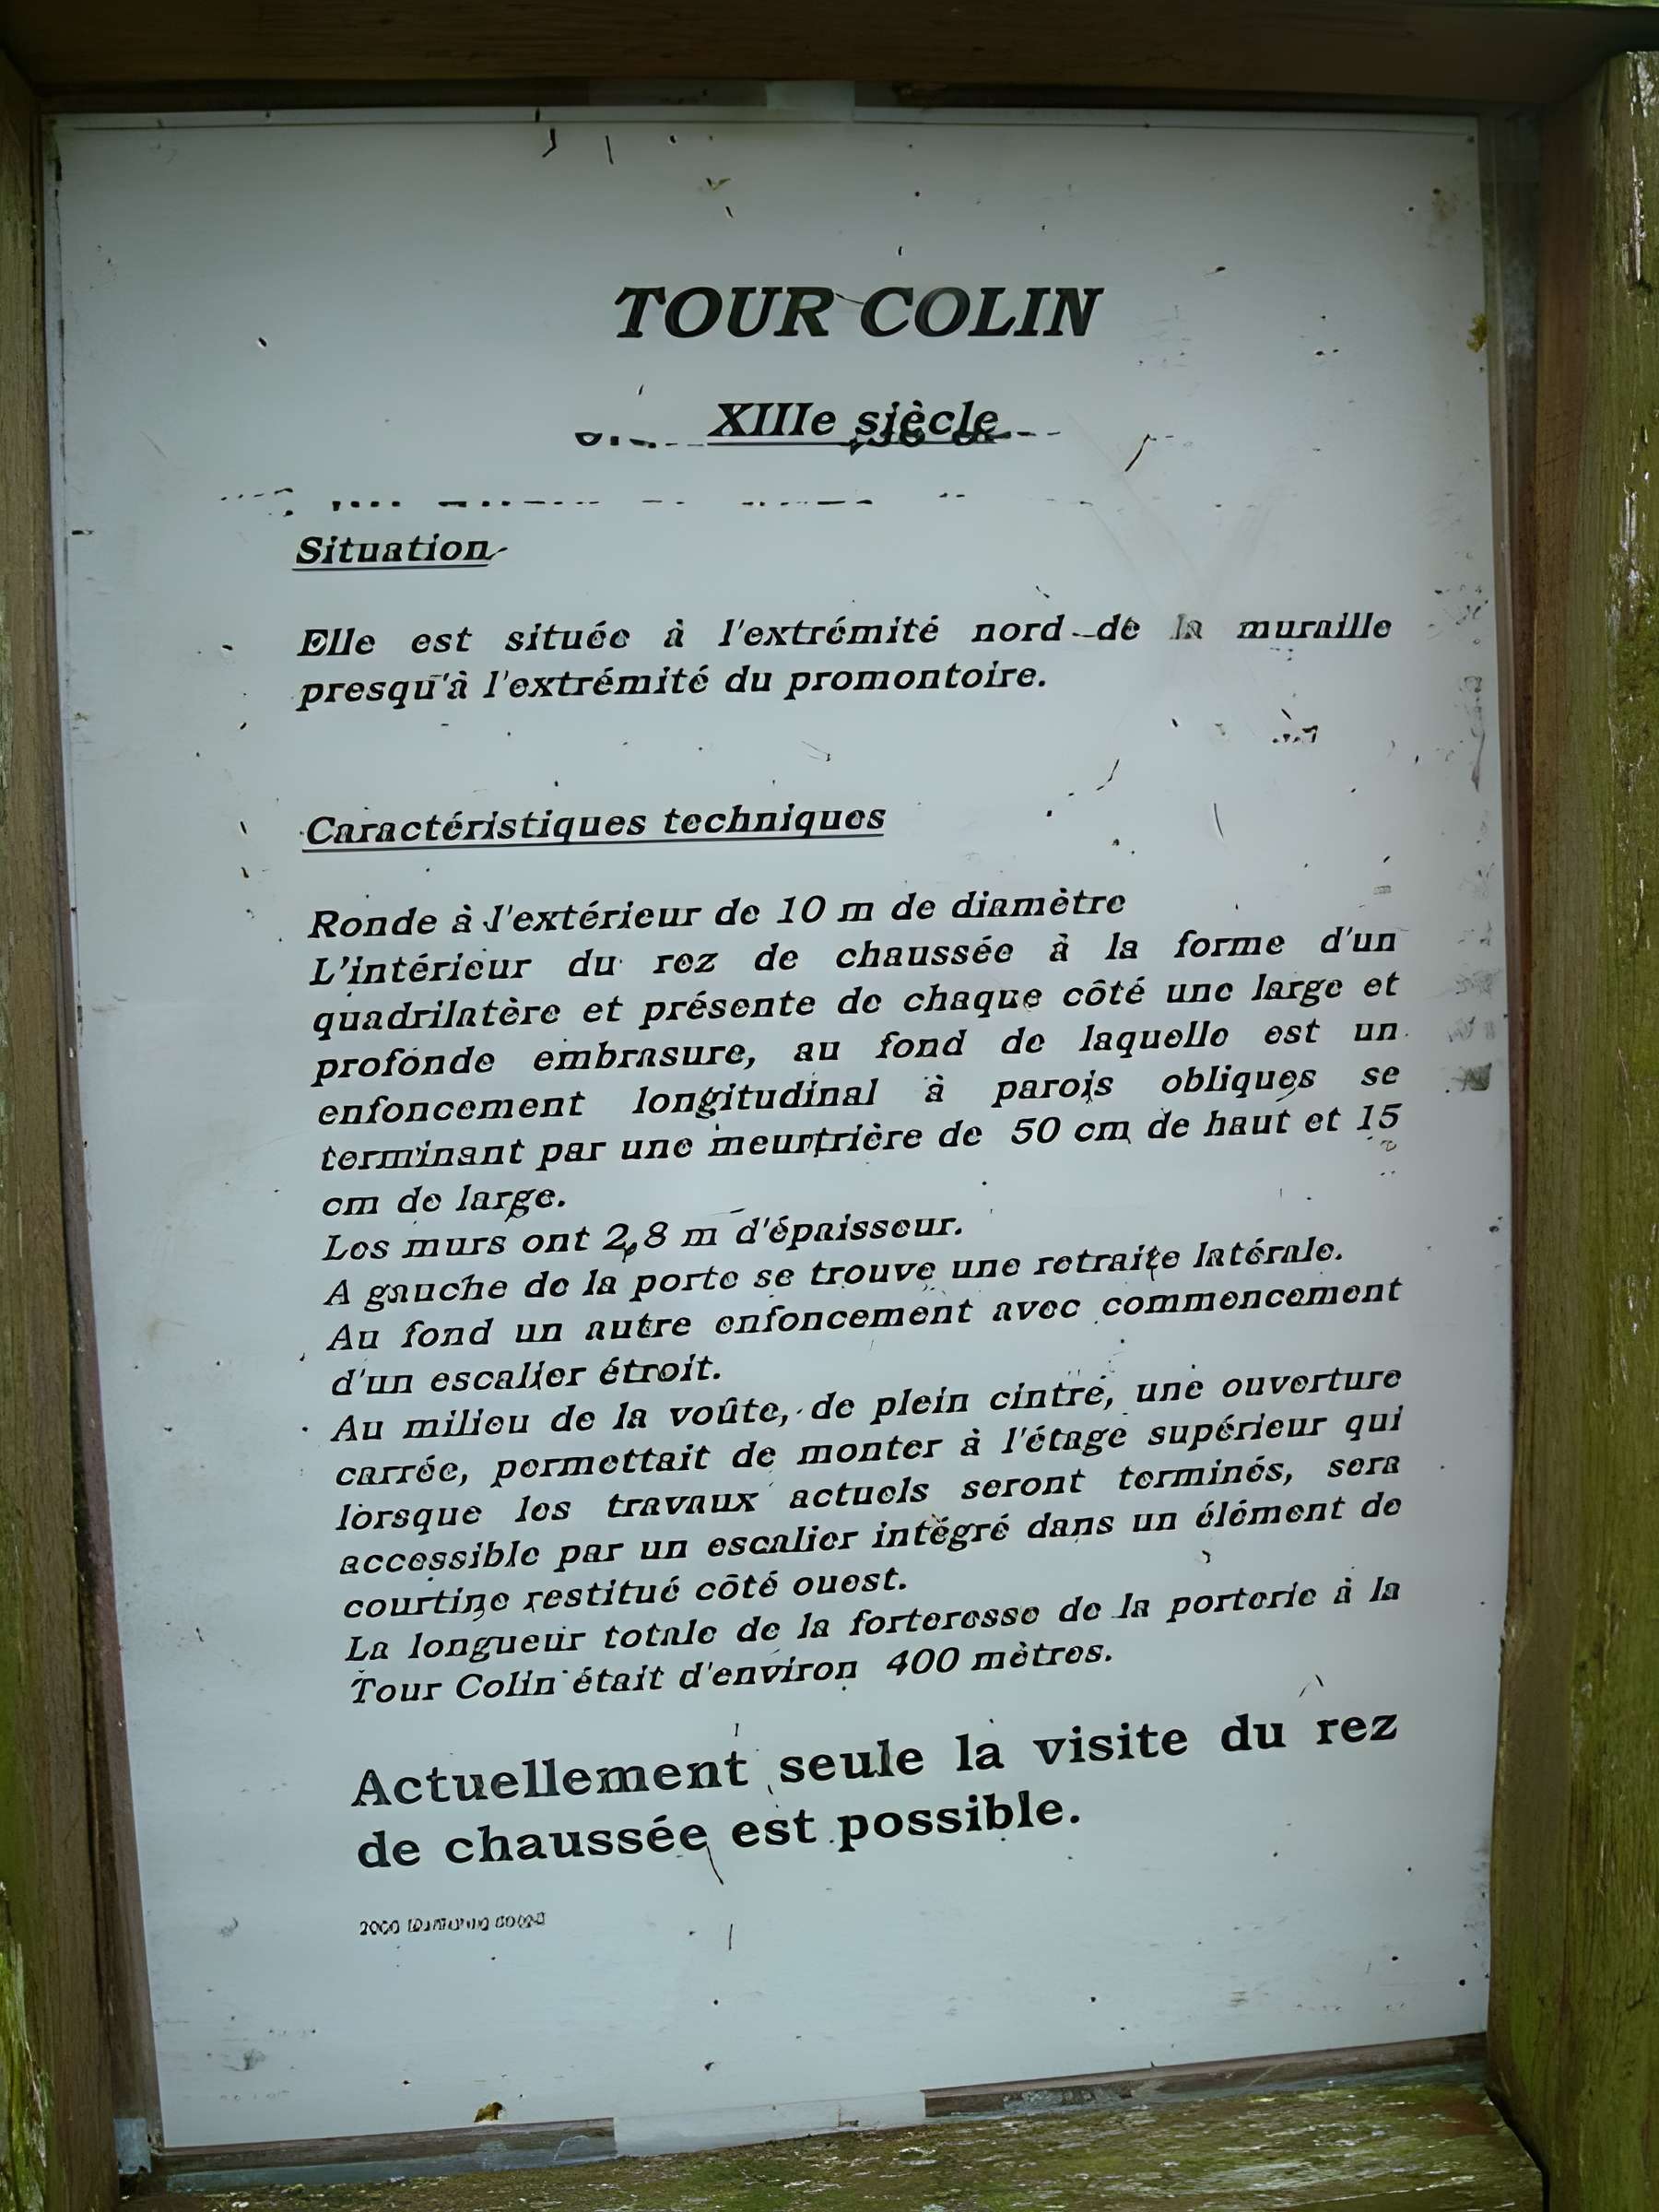 TOUR COLIN
XIIIe siècle
Situation
Elle est située à l'extrémité nord de la muraille
presqu'à l'extrémité du promontoire.
Caractéristiques techniques
Ronde à l'extérieur de 10 m de diamètre
L'intérieur du rez de chaussée à la forme d'un
quadrilatère et présente de chaque côté une large et
profonde embrasure, au fond de laquelle est un
enfoncement longitudinal à parois obliques se
terminant par une meurtrière de 50 cm de haut et 15
cm de large.
Les murs ont 2,8 m d'épaisseur.
A gauche de la porte se trouve une retraite latérale.
Au fond un autre enfoncement avec commencement
d'un escalier étroit.
Au milieu de la voûte, de plein cintre, une ouverture
carrée, permettait de monter à l'étage supérieur qui
lorsque les travaux actuels seront terminés, sera
accessible par un escalier intégré dans un élément de
courtine restitué côté ouest.
La longueur totale de la forteresse de la porterie à la
Tour Colin était d'environ 400 mètres.
Actuellement seule la visite du rez
de chaussée est possible.